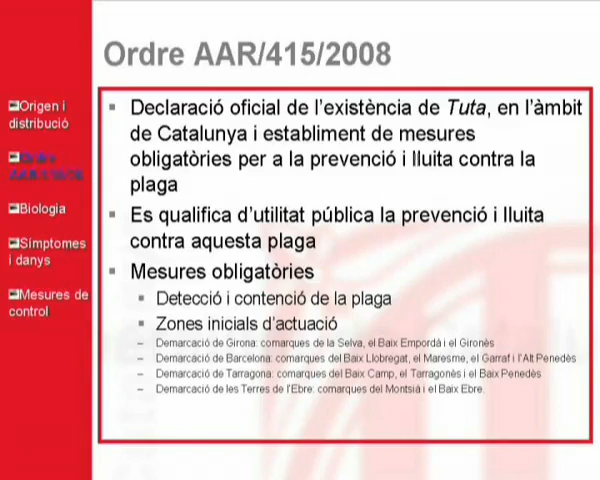 Ordre AAR/415/2008
Origen i
distribució
Biologia
Símptomes
i danys
Mesures de
control
Declaració oficial de l'existència de Tuta, en l'àmbit
de Catalunya i establiment de mesures
obligatòries per a la prevenció i lluita contra la
plaga
Es qualifica d'utilitat pública la prevenció i lluita
contra aquesta plaga
Mesures obligatòries
Detecció i contenció de la plaga
Zones inicials d'actuació
– Demarcació de Girona: comarques de la Selva, el Baix Empordà i el Gironès
– Demarcació de Barcelona: comarques del Baix Llobregat, el Maresme, el Garraf i l'Alt Penedès
– Demarcació de Tarragona: comarques del Baix Camp, el Tarragonès i el Baix Penedès
– Demarcació de les Terres de l'Ebre: comarques del Montsià i el Baix Ebre.